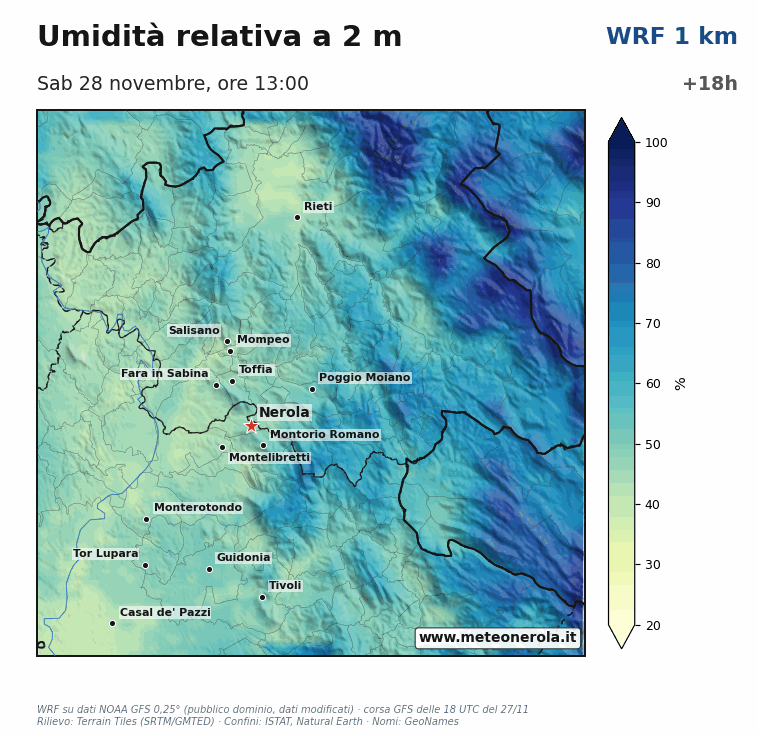 Umidità relativa a 2 m
WRF 1 km
Sab 28 novembre, ore 13:00
+18h
Rieti
Salisano
Mompeo
Toffia
Fara in Sabina
Poggio Moiano
Nerola
Montorio Romano
Montelibretti
Monterotondo
Tor Lupara
Guidonia
Tivoli
Casal de' Pazzi
www.meteonerola.it
100
90
80
70
60
50
40
30
20
%
WRF su dati NOAA GFS 0,25° (pubblico dominio, dati modificati) · corsa GFS delle 18 UTC del 27/11
Rilievo: Terrain Tiles (SRTM/GMTED) · Confini: ISTAT, Natural Earth · Nomi: GeoNames